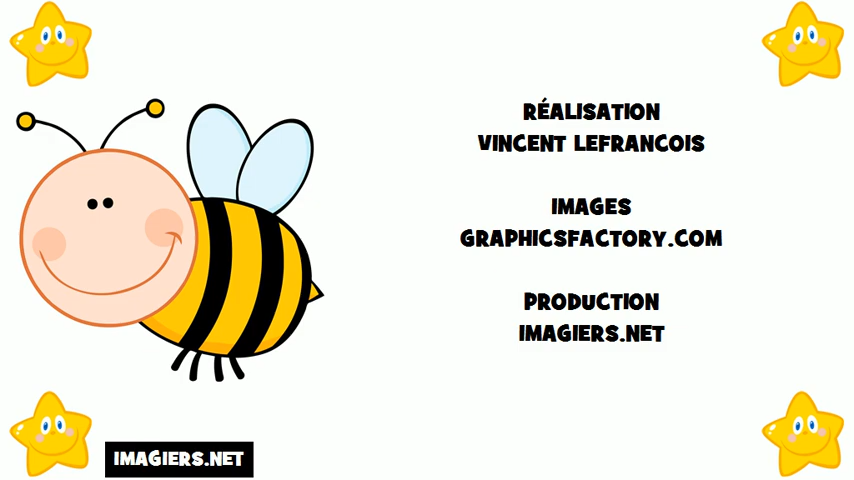 RÉALISATION
VINCENT LEFRANCOIS
IMAGES
GRAPHICSFACTORY.COM
PRODUCTION
IMAGIERS.NET
IMAGIERS.NET